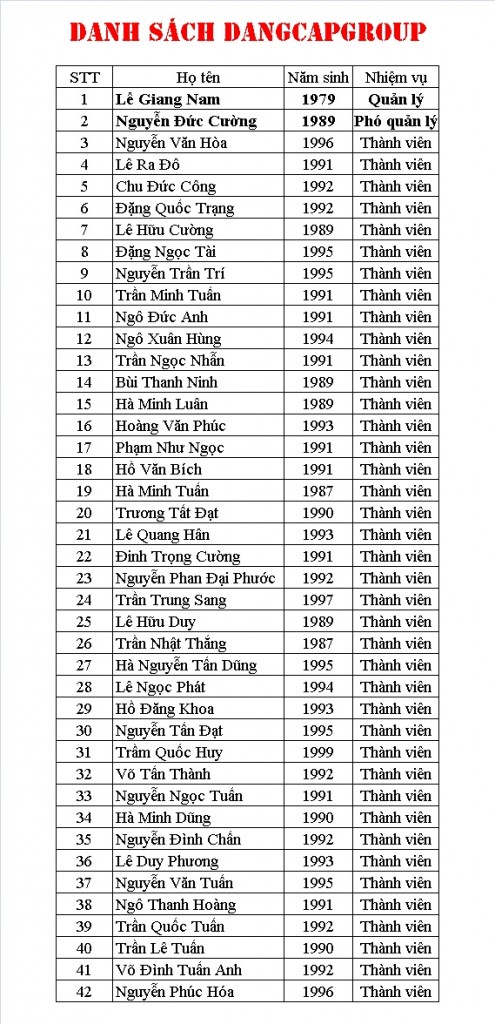 DANH SÁCH DANGCAPGROUP
STT Họ tên Năm sinh Nhiệm vụ
1 Lê Giang Nam 1979 Quản lý
2 Nguyễn Đức Cường 1989 Phó quản lý
3 Nguyễn Văn Hòa 1996 Thành viên
4 Lê Ra Đô 1991 Thành viên
5 Chu Đức Công 1992 Thành viên
6 Đặng Quốc Trạng 1992 Thành viên
7 Lê Hữu Cường 1989 Thành viên
8 Đặng Ngọc Tài 1995 Thành viên
9 Nguyễn Trần Trí 1995 Thành viên
10 Trần Minh Tuấn 1991 Thành viên
11 Ngô Đức Anh 1991 Thành viên
12 Ngô Xuân Hùng 1994 Thành viên
13 Trần Ngọc Nhẫn 1991 Thành viên
14 Bùi Thanh Ninh 1989 Thành viên
15 Hà Minh Luân 1989 Thành viên
16 Hoàng Văn Phúc 1993 Thành viên
17 Phạm Như Ngọc 1991 Thành viên
18 Hồ Văn Bích 1991 Thành viên
19 Hà Minh Tuấn 1987 Thành viên
20 Trương Tất Đạt 1990 Thành viên
21 Lê Quang Hân 1993 Thành viên
22 Đinh Trọng Cường 1991 Thành viên
23 Nguyễn Phan Đại Phước 1992 Thành viên
24 Trần Trung Sang 1997 Thành viên
25 Lê Hữu Duy 1989 Thành viên
26 Trần Nhật Thắng 1987 Thành viên
27 Hà Nguyễn Tấn Dũng 1995 Thành viên
28 Lê Ngọc Phát 1994 Thành viên
29 Hồ Đăng Khoa 1993 Thành viên
30 Nguyễn Tấn Đạt 1995 Thành viên
31 Trầm Quốc Huy 1999 Thành viên
32 Võ Tấn Thành 1992 Thành viên
33 Nguyễn Ngọc Tuấn 1991 Thành viên
34 Hà Minh Dũng 1990 Thành viên
35 Nguyễn Đình Chấn 1992 Thành viên
36 Lê Duy Phương 1993 Thành viên
37 Nguyễn Văn Tuấn 1995 Thành viên
38 Ngô Thanh Hoàng 1991 Thành viên
39 Trần Quốc Tuấn 1992 Thành viên
40 Trần Lê Tuấn 1990 Thành viên
41 Võ Đình Tuấn Anh 1992 Thành viên
42 Nguyễn Phúc Hóa 1996 Thành viên